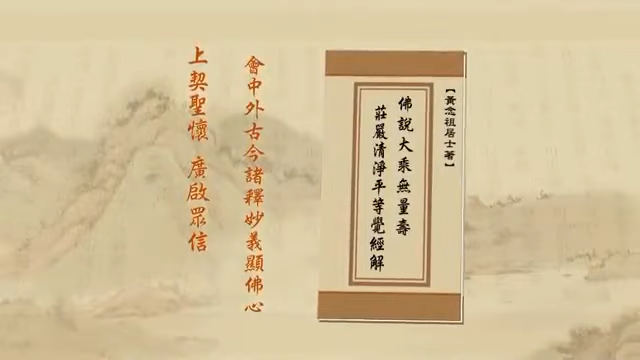 【黃念祖居士著】
佛說大乘無量壽
莊嚴清淨平等覺經解
會中外古今諸釋妙義顯佛心
上契聖懷 廣啟眾信